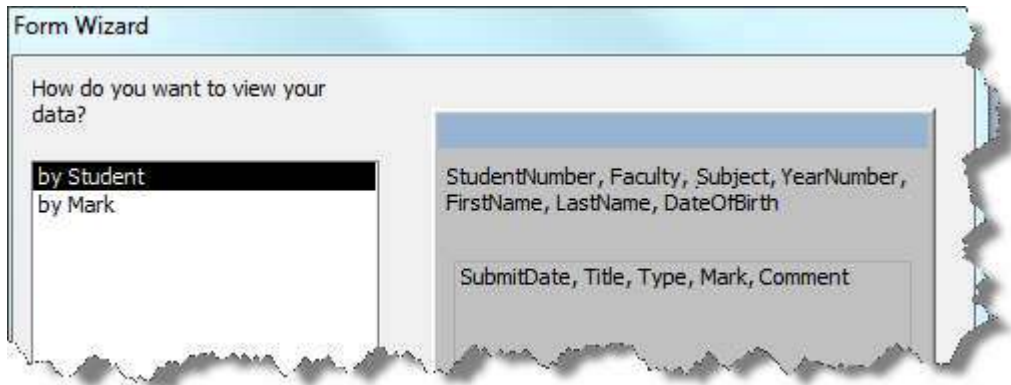 Form Wizard
How do you want to view your
data?
by Student
by Mark
StudentNumber, Faculty, Subject, YearNumber,
FirstName, LastName, DateOfBirth
SubmitDate, Title, Type, Mark, Comment